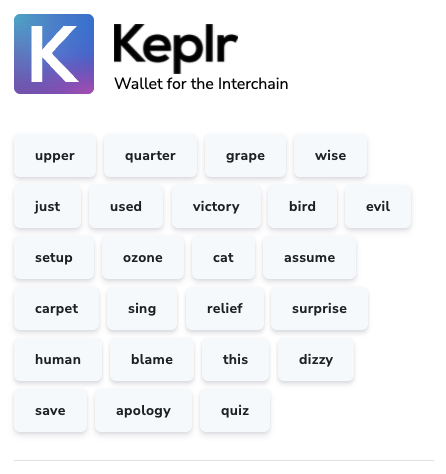 Keplr
Wallet for the Interchain
upper quarter grape wise
just used victory bird evil
setup ozone cat assume
carpet sing relief surprise
human blame this dizzy
save apology quiz